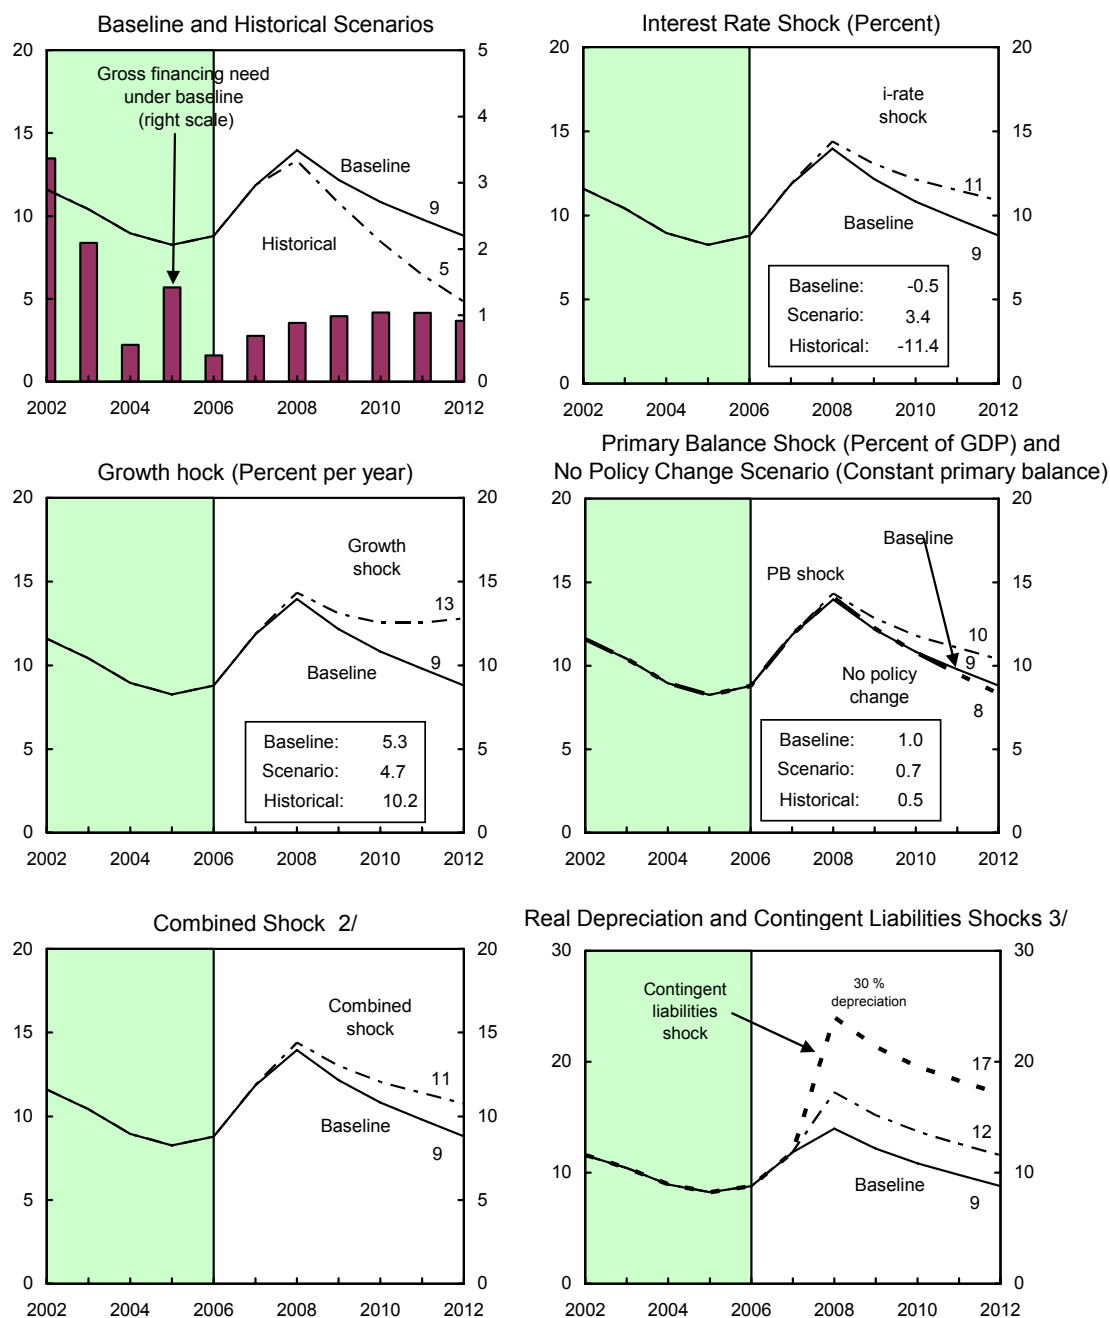 Baseline and Historical Scenarios
20
15
10
5
0
5
4
3
2
1
0
Gross financing need
under baseline
(right scale)
Baseline
9
Historical
5
2002 2004 2006 2008 2010 2012
Interest Rate Shock (Percent)
20
15
10
5
0
20
15
10
5
0
i-rate
shock
11
Baseline
9
Baseline: -0.5
Scenario: 3.4
Historical: -11.4
2002 2004 2006 2008 2010 2012
Growth hock (Percent per year)
20
15
10
5
0
20
15
10
5
0
Growth
shock
13
9
Baseline
Baseline: 5.3
Scenario: 4.7
Historical: 10.2
2002 2004 2006 2008 2010 2012
Primary Balance Shock (Percent of GDP) and
No Policy Change Scenario (Constant primary balance)
20
15
10
5
0
20
15
10
5
0
Baseline
PB shock
10
9
No policy
change
8
Baseline: 1.0
Scenario: 0.7
Historical: 0.5
2002 2004 2006 2008 2010 2012
Combined Shock 2/
20
15
10
5
0
20
15
10
5
0
Combined
shock
11
Baseline
9
2002 2004 2006 2008 2010 2012
Real Depreciation and Contingent Liabilities Shocks 3/
30
20
10
0
30
20
10
0
Contingent
liabilities
shock
30 %
depreciation
17
12
Baseline
9
2002 2004 2006 2008 2010 2012